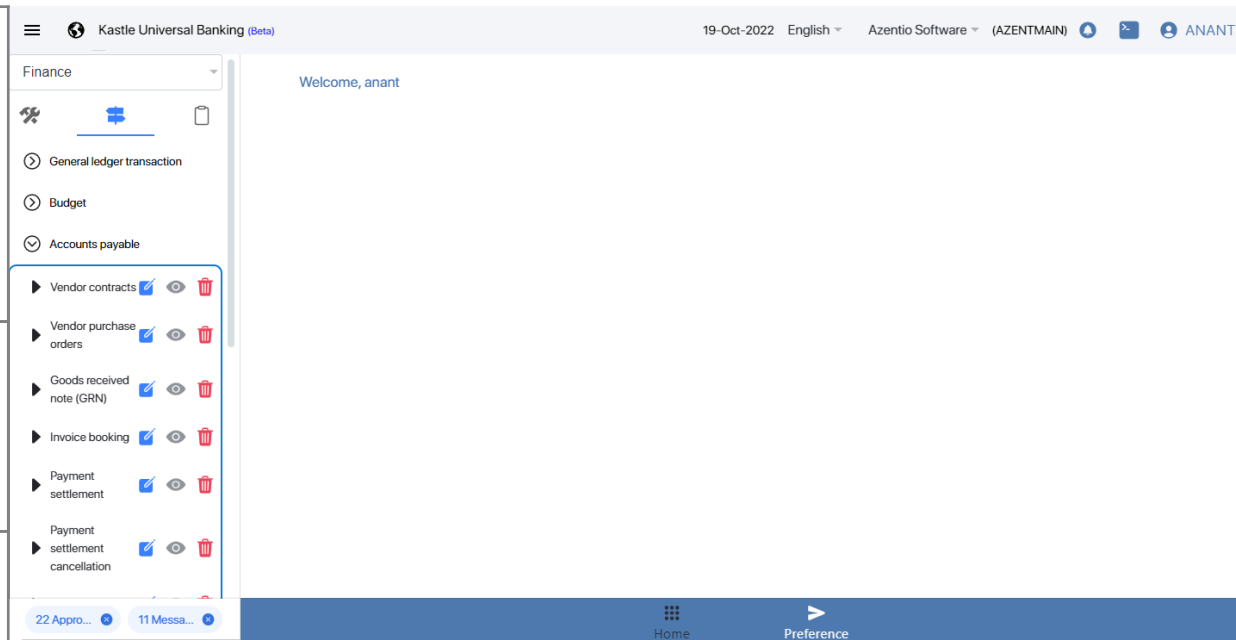 Kastle Universal Banking (Beta)
19-Oct-2022 English Azentio Software (AZENTMAIN) ANANT
Finance
Welcome, anant
General ledger transaction
Budget
Accounts payable
Vendor contracts
Vendor purchase
orders
Goods received
note (GRN)
Invoice booking
Payment
settlement
Payment
settlement
cancellation
22 Appro... 11 Messa...
Home Preference